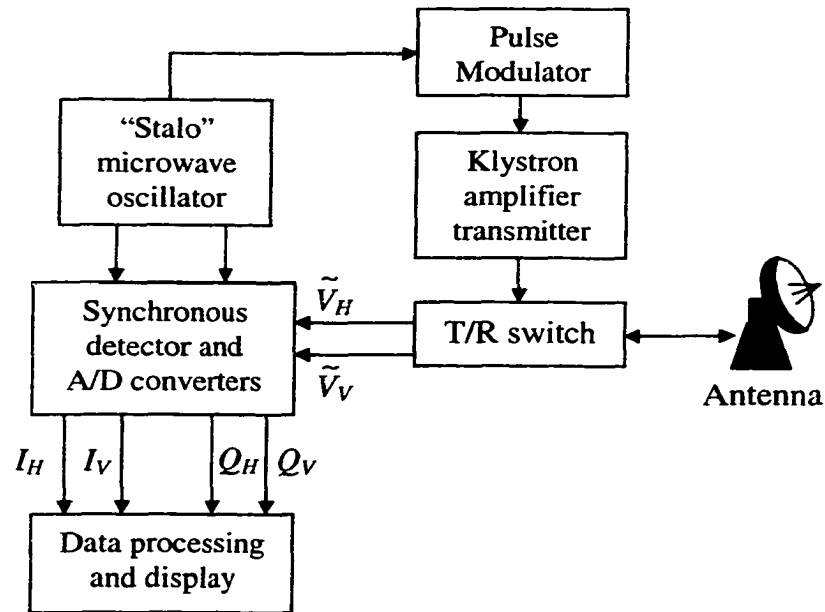 Pulse
Modulator
“Stalo”
microwave
oscillator
Klystron
amplifier
transmitter
Synchronous
detector and
A/D converters
Ṽ_H
Ṽ_V
T/R switch
Antenna
I_H I_V Q_H Q_V
Data processing
and display